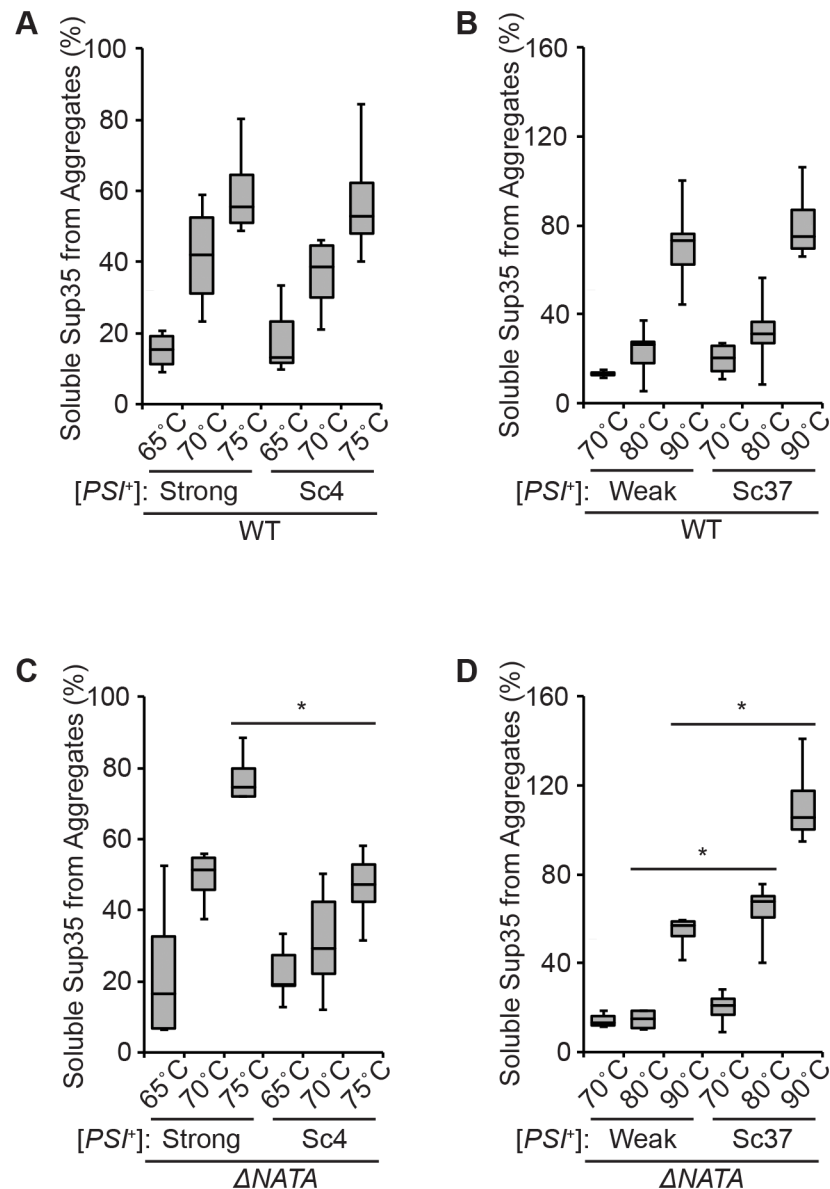 A
Soluble Sup35 from Aggregates (%)
100
80
60
40
20
0
65˚C 70˚C 75˚C 65˚C 70˚C 75˚C
[PSI+]: Strong Sc4
WT
B
Soluble Sup35 from Aggregates (%)
160
120
80
40
0
70˚C 80˚C 90˚C 70˚C 80˚C 90˚C
[PSI+]: Weak Sc37
WT
C
Soluble Sup35 from Aggregates (%)
100
80
60
40
20
0
*
65˚C 70˚C 75˚C 65˚C 70˚C 75˚C
[PSI+]: Strong Sc4
ΔNATA
D
Soluble Sup35 from Aggregates (%)
160
120
80
40
0
*
*
70˚C 80˚C 90˚C 70˚C 80˚C 90˚C
[PSI+]: Weak Sc37
ΔNATA